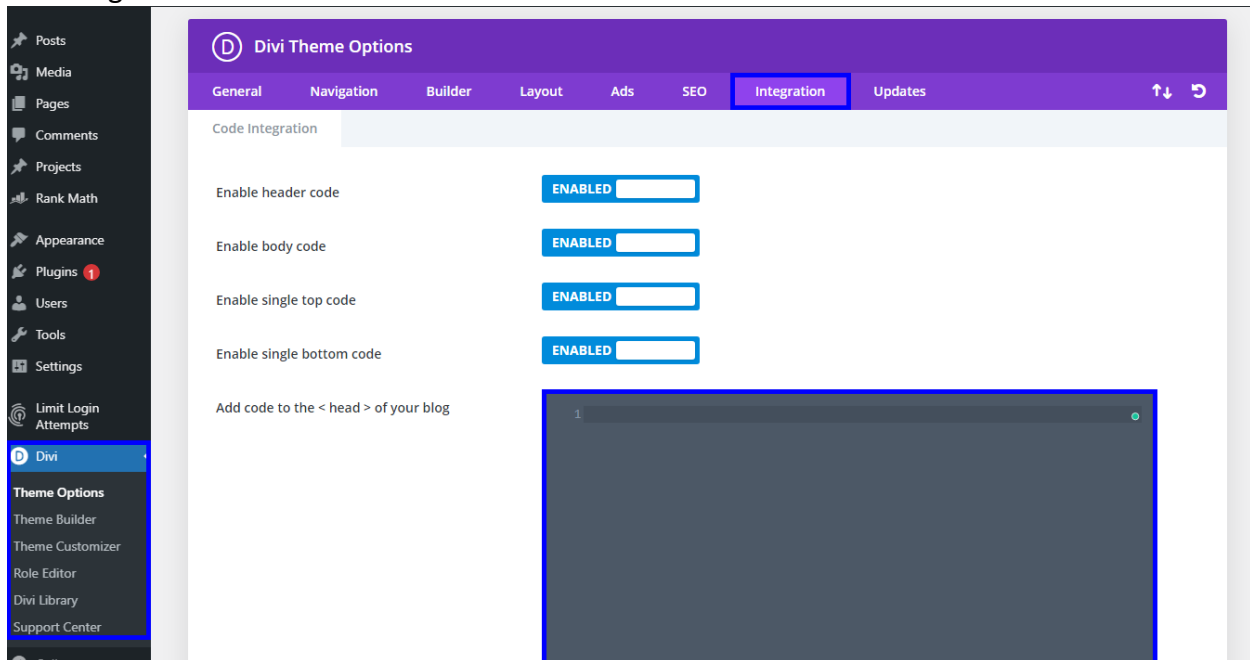 Posts
Media
Pages
Comments
Projects
Rank Math
Appearance
Plugins 1
Users
Tools
Settings
Limit Login
Attempts
D Divi
Theme Options
Theme Builder
Theme Customizer
Role Editor
Divi Library
Support Center
D Divi Theme Options
General Navigation Builder Layout Ads SEO Integration Updates
Code Integration
Enable header code ENABLED
Enable body code ENABLED
Enable single top code ENABLED
Enable single bottom code ENABLED
Add code to the < head > of your blog
1